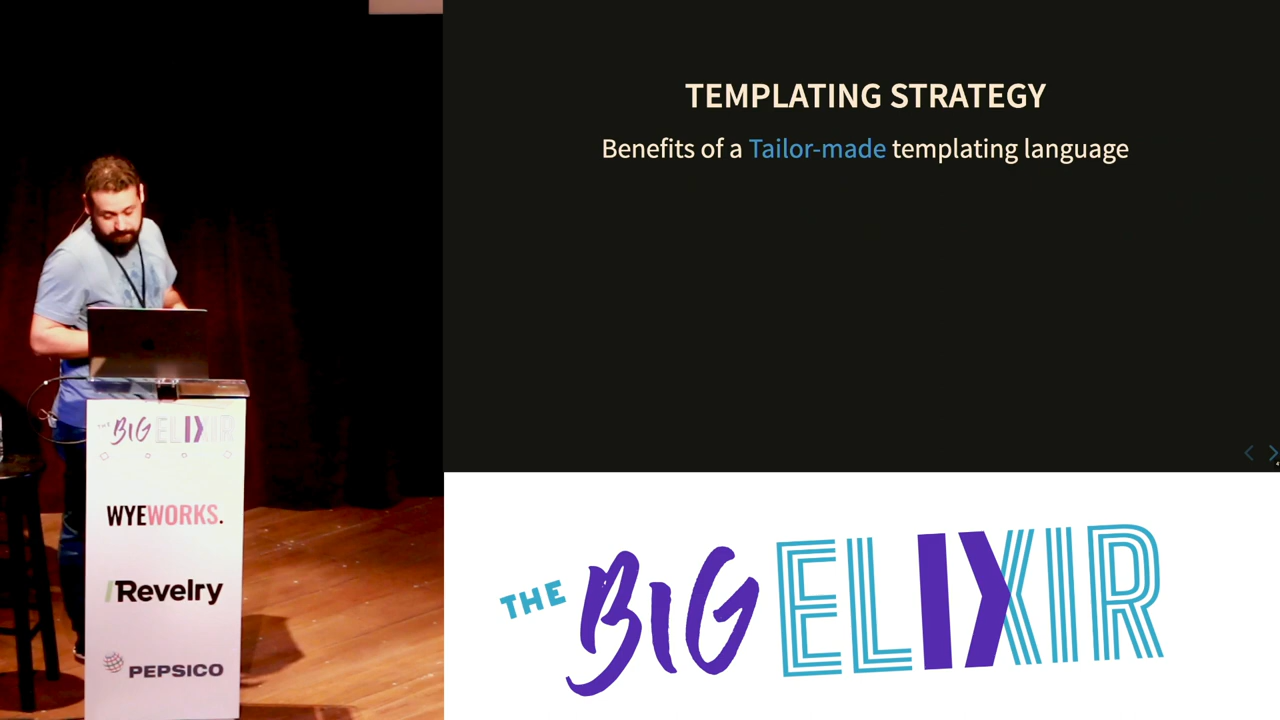 TEMPLATING STRATEGY
Benefits of a Tailor-made templating language
THE BIG ELIXIR
WYEWORKS.
Revelry
PEPSICO
THE BIG ELIXIR